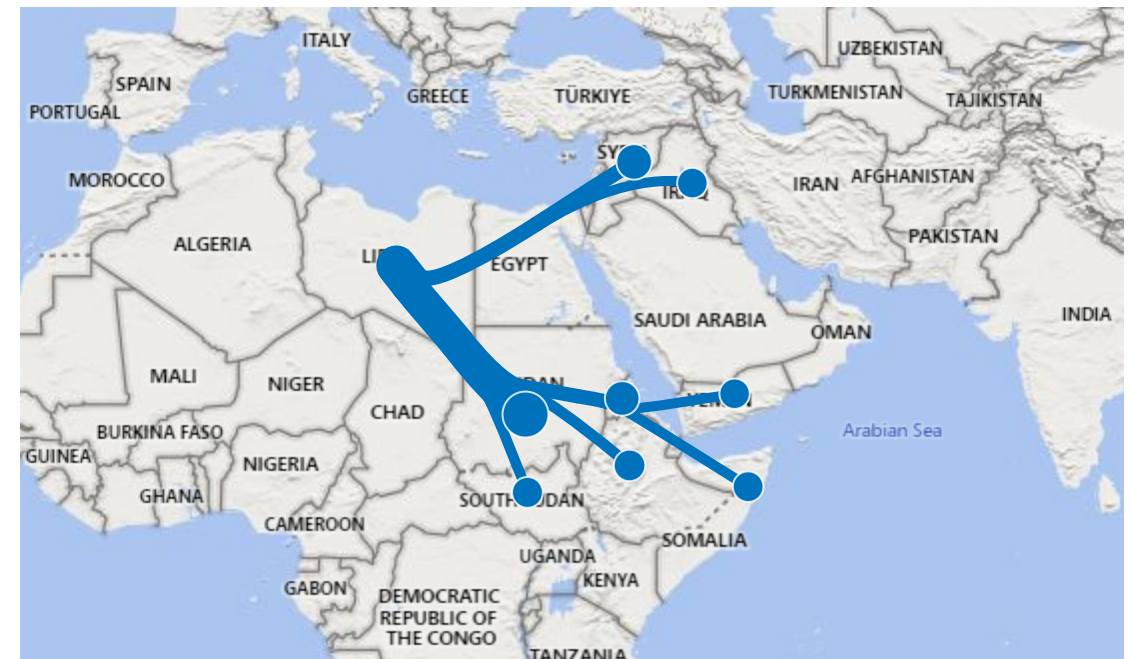 ITALY
UZBEKISTAN
SPAIN
GREECE
TÜRKIYE
TURKMENISTAN
TAJIKISTAN
PORTUGAL
MOROCCO
IRAN
AFGHANISTAN
PAKISTAN
ALGERIA
EGYPT
INDIA
SAUDI ARABIA
OMAN
MALI
NIGER
CHAD
BURKINA FASO
Arabian Sea
GUINEA
NIGERIA
GHANA
CAMEROON
SOMALIA
UGANDA
KENYA
GABON
DEMOCRATIC
REPUBLIC OF
THE CONGO
TANZANIA